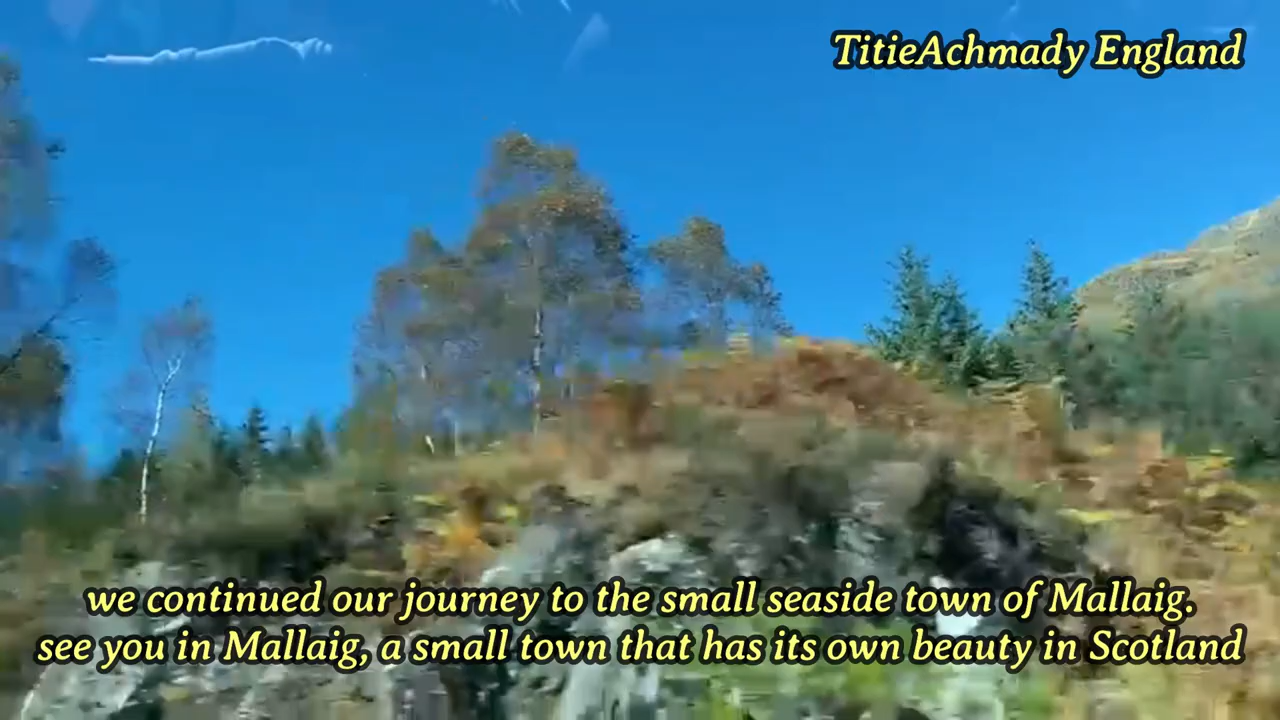 TitieAchmady England
we continued our journey to the small seaside town of Mallaig.
see you in Mallaig, a small town that has its own beauty in Scotland